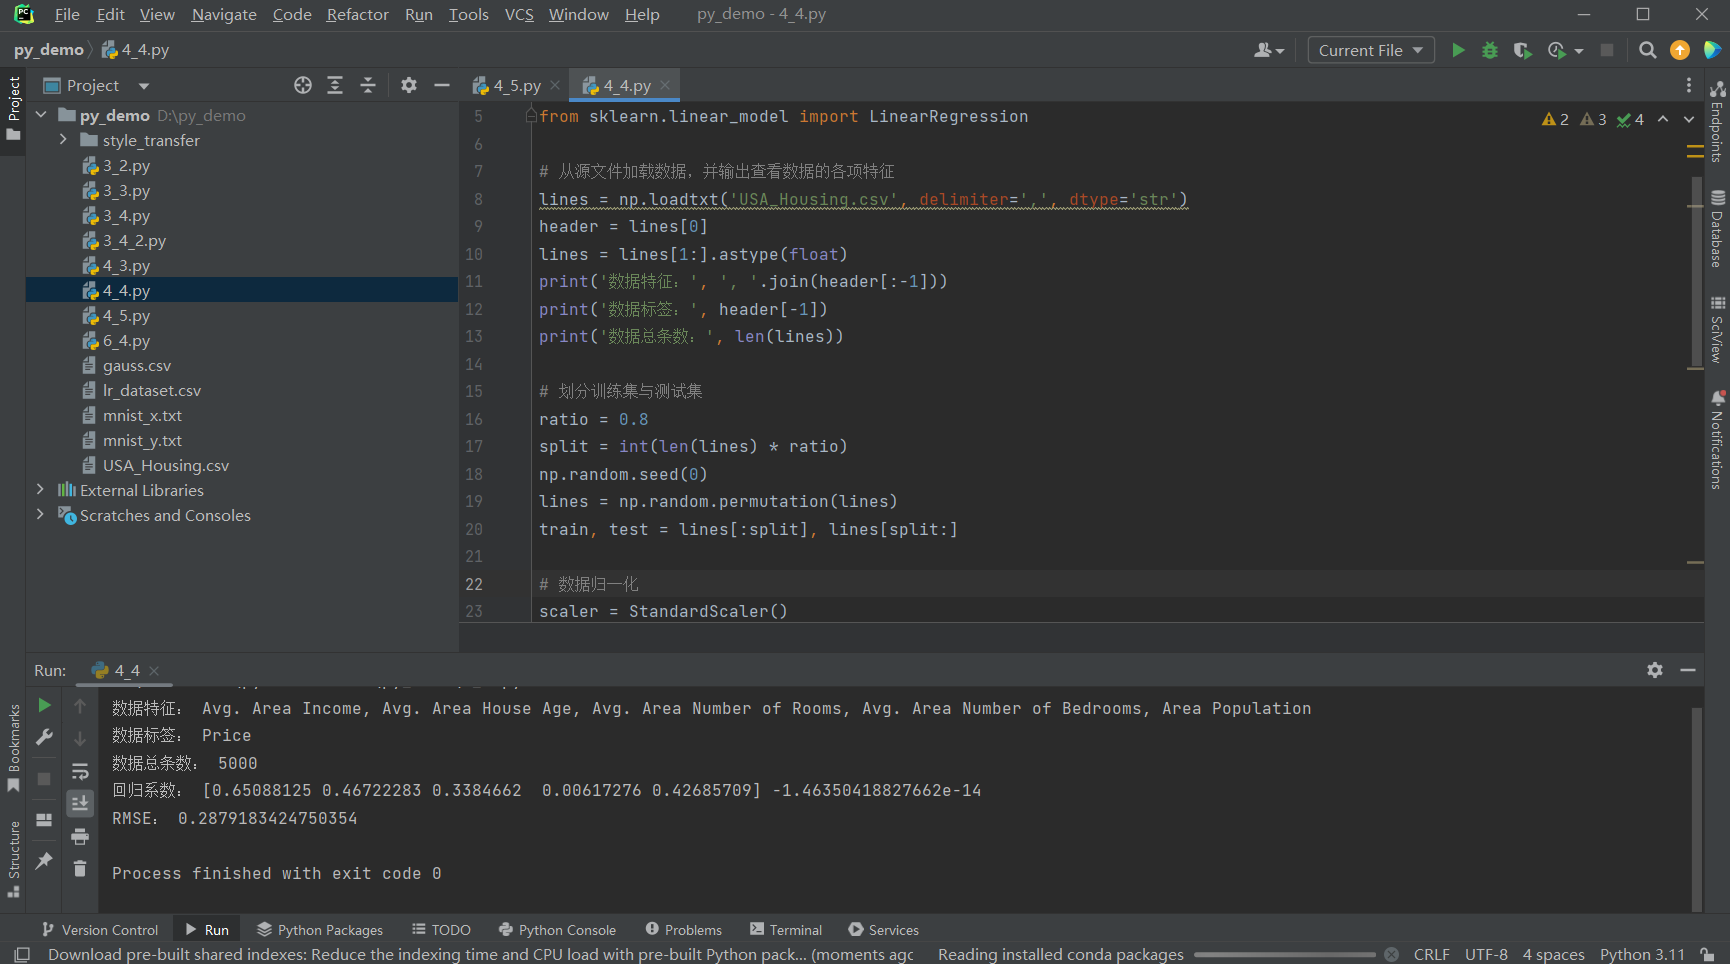 File Edit View Navigate Code Refactor Run Tools VCS Window Help py_demo - 4_4.py
py_demo 4_4.py Current File
Project 4_5.py 4_4.py
py_demo D:\py_demo
style_transfer
3_2.py
3_3.py
3_4.py
3_4_2.py
4_3.py
4_4.py
4_5.py
6_4.py
gauss.csv
lr_dataset.csv
mnist_x.txt
mnist_y.txt
USA_Housing.csv
External Libraries
Scratches and Consoles
2 3 4
5 from sklearn.linear_model import LinearRegression
6
7 # 从源文件加载数据，并输出查看数据的各项特征
8 lines = np.loadtxt('USA_Housing.csv', delimiter=',', dtype='str')
9 header = lines[0]
10 lines = lines[1:].astype(float)
11 print('数据特征：', ', '.join(header[:-1]))
12 print('数据标签：', header[-1])
13 print('数据总条数：', len(lines))
14
15 # 划分训练集与测试集
16 ratio = 0.8
17 split = int(len(lines) * ratio)
18 np.random.seed(0)
19 lines = np.random.permutation(lines)
20 train, test = lines[:split], lines[split:]
21
22 # 数据归一化
23 scaler = StandardScaler()
Project
Bookmarks
Structure
Endpoints
Database
SciView
Notifications
Run: 4_4
数据特征： Avg. Area Income, Avg. Area House Age, Avg. Area Number of Rooms, Avg. Area Number of Bedrooms, Area Population
数据标签： Price
数据总条数： 5000
回归系数： [0.65088125 0.46722283 0.3384662  0.00617276 0.42685709] -1.46350418827662e-14
RMSE： 0.2879183424750354
Process finished with exit code 0
Version Control Run Python Packages TODO Python Console Problems Terminal Services
Download pre-built shared indexes: Reduce the indexing time and CPU load with pre-built Python pack... (moments agc Reading installed conda packages CRLF UTF-8 4 spaces Python 3.11